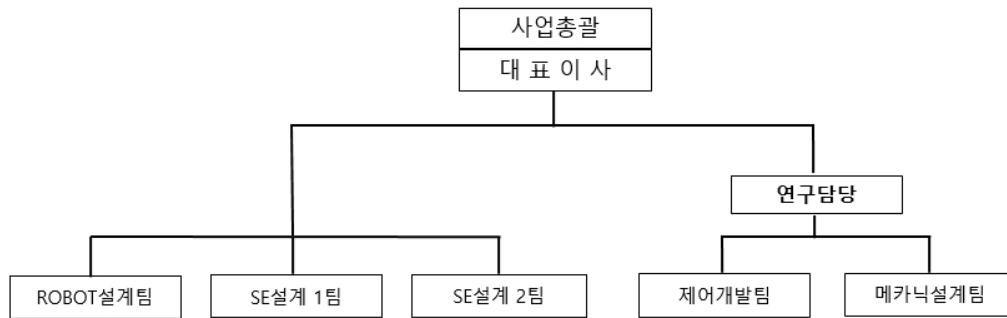 사업총괄
대 표 이 사
연구담당
ROBOT설계팀
SE설계 1팀
SE설계 2팀
제어개발팀
메카닉설계팀